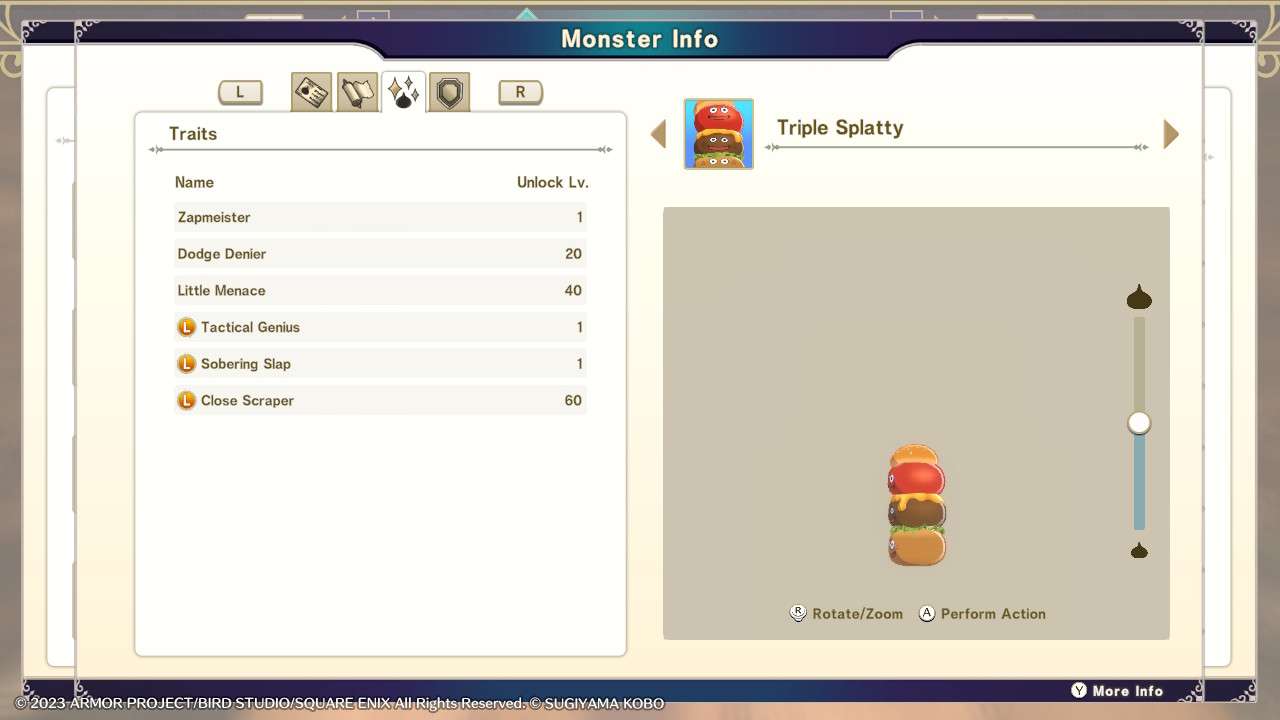 Monster Info
L
R
Traits
Name Unlock Lv.
Zapmeister 1
Dodge Denier 20
Little Menace 40
L Tactical Genius 1
L Sobering Slap 1
L Close Scraper 60
Triple Splatty
R Rotate/Zoom A Perform Action
Y More Info
© 2023 ARMOR PROJECT/BIRD STUDIO/SQUARE ENIX All Rights Reserved. © SUGIYAMA KOBO